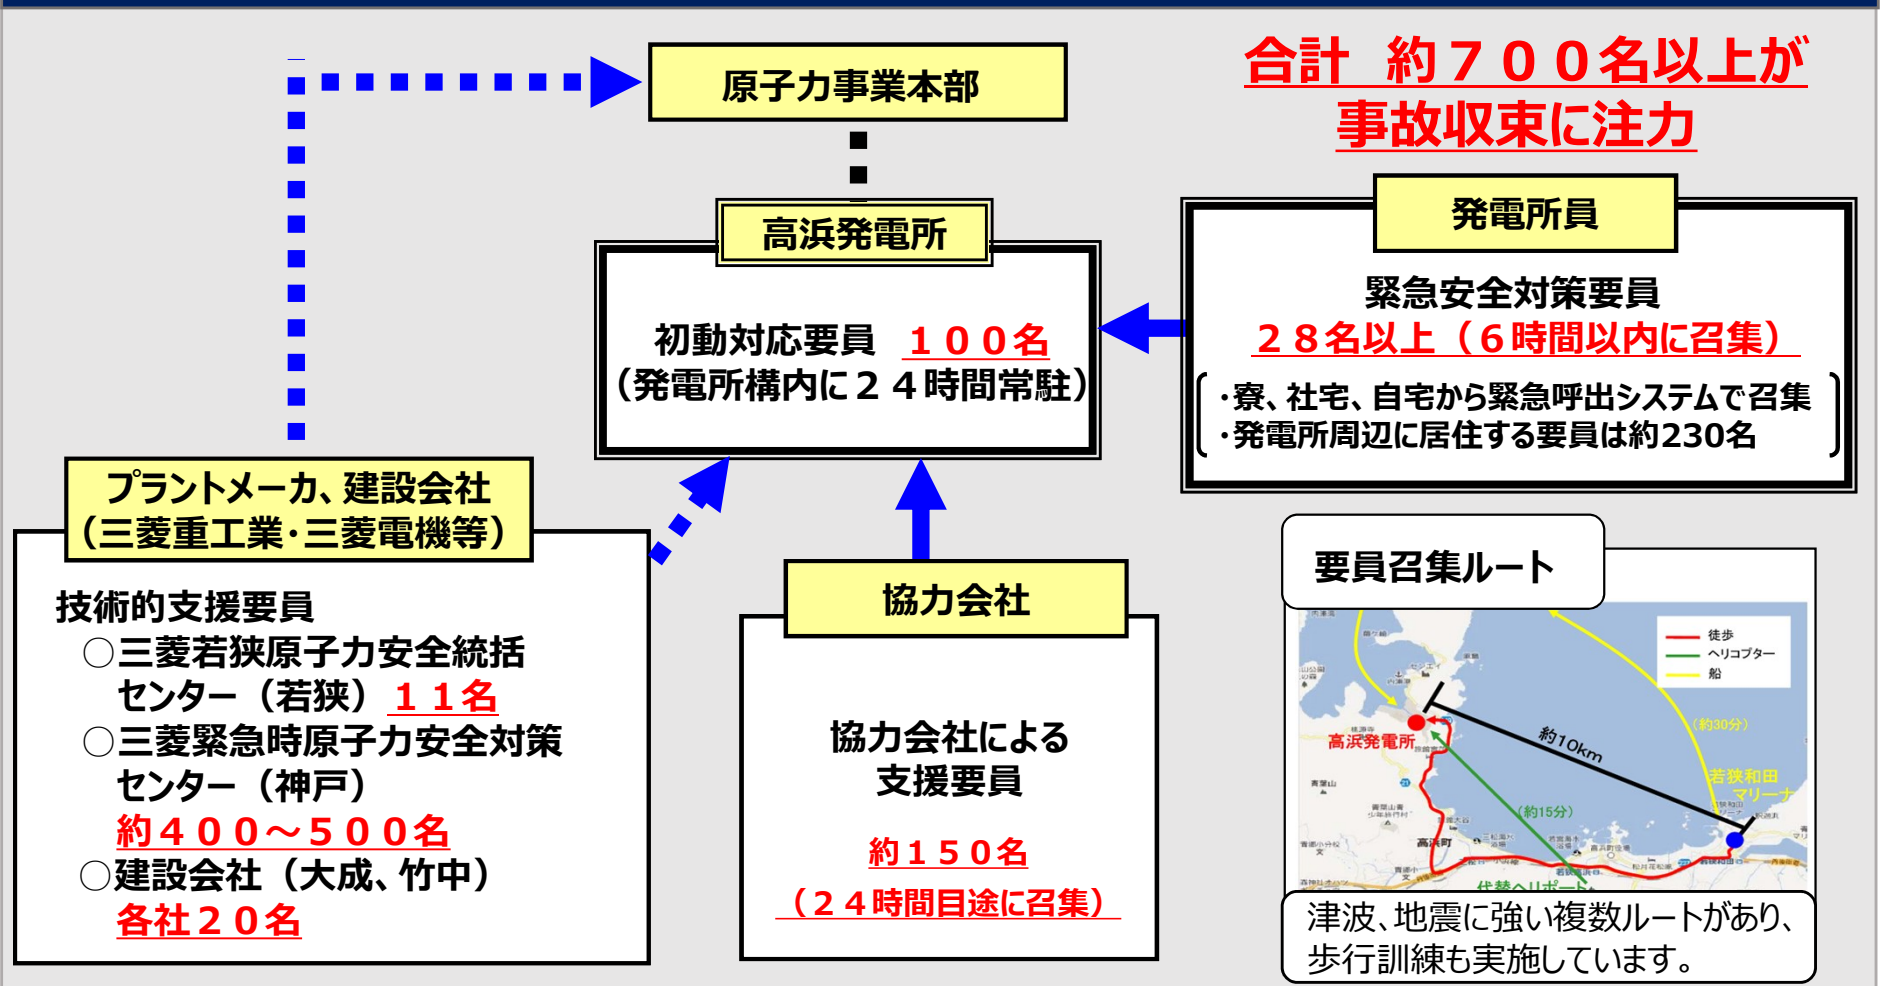 合計　約７００名以上が
事故収束に注力
原子力事業本部
高浜発電所
初動対応要員　１００名
（発電所構内に２４時間常駐）
発電所員
緊急安全対策要員
２８名以上（６時間以内に召集）
・寮、社宅、自宅から緊急呼出システムで召集
・発電所周辺に居住する要員は約230名
プラントメーカ、建設会社
（三菱重工業・三菱電機等）
技術的支援要員
○三菱若狭原子力安全統括
センター（若狭）１１名
○三菱緊急時原子力安全対策
センター（神戸）
約４００～５００名
○建設会社（大成、竹中）
各社２０名
協力会社
協力会社による
支援要員
約１５０名
（２４時間目途に召集）
要員召集ルート
徒歩
ヘリコプター
船
（約30分）
高浜発電所
約10km
若狭和田
マリーナ
（約15分）
青葉山
高浜町
代替ヘリポート
津波、地震に強い複数ルートがあり、
歩行訓練も実施しています。